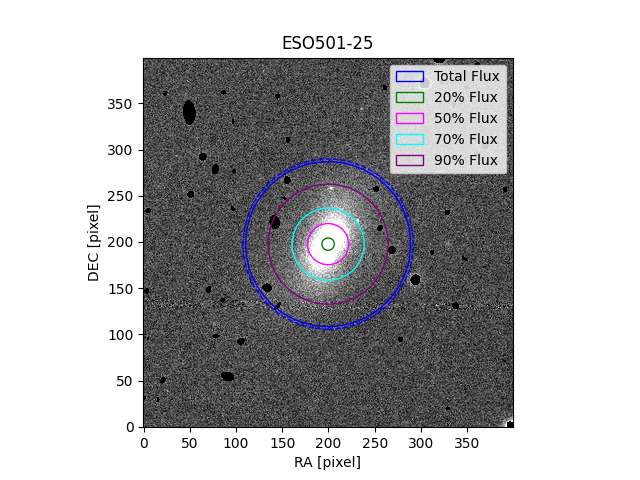 ESO501-25
Total Flux
20% Flux
50% Flux
70% Flux
90% Flux
DEC [pixel]
350
300
250
200
150
100
50
0
0 50 100 150 200 250 300 350
RA [pixel]